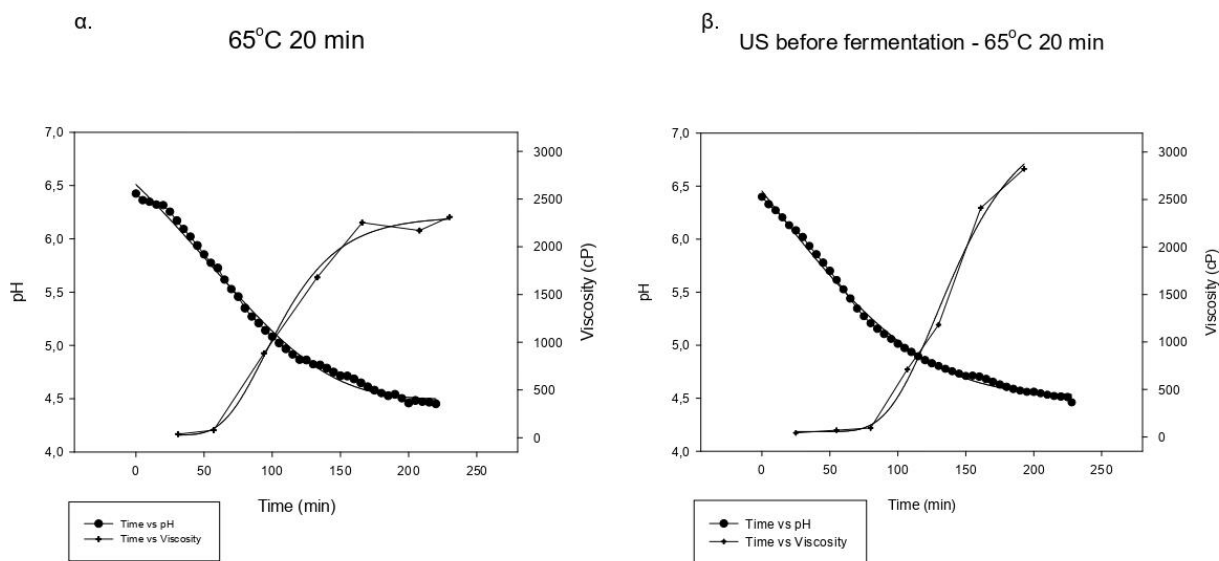 α.
65°C 20 min
7,0
6,5
6,0
5,5
5,0
4,5
4,0
pH
3000
2500
2000
1500
1000
500
0
Viscosity (cP)
0 50 100 150 200 250
Time (min)
Time vs pH
Time vs Viscosity
β.
US before fermentation - 65°C 20 min
7,0
6,5
6,0
5,5
5,0
4,5
4,0
pH
3000
2500
2000
1500
1000
500
0
Viscosity (cP)
0 50 100 150 200 250
Time (min)
Time vs pH
Time vs Viscosity